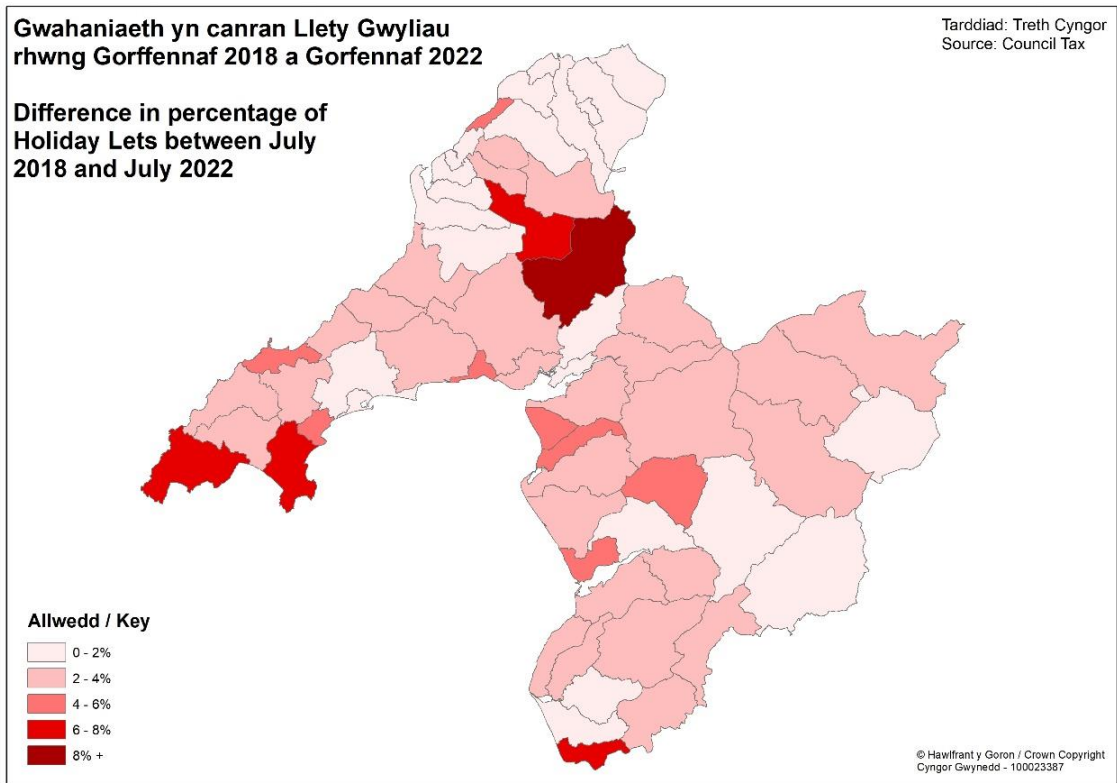 Gwahaniaeth yn canran Llety Gwyliau
rhwng Gorffennaf 2018 a Gorfennaf 2022
Difference in percentage of
Holiday Lets between July
2018 and July 2022
Tarddiad: Treth Cyngor
Source: Council Tax
Allwedd / Key
0 - 2%
2 - 4%
4 - 6%
6 - 8%
8% +
© Hawlfraint y Goron / Crown Copyright
Cyngor Gwynedd - 100023387